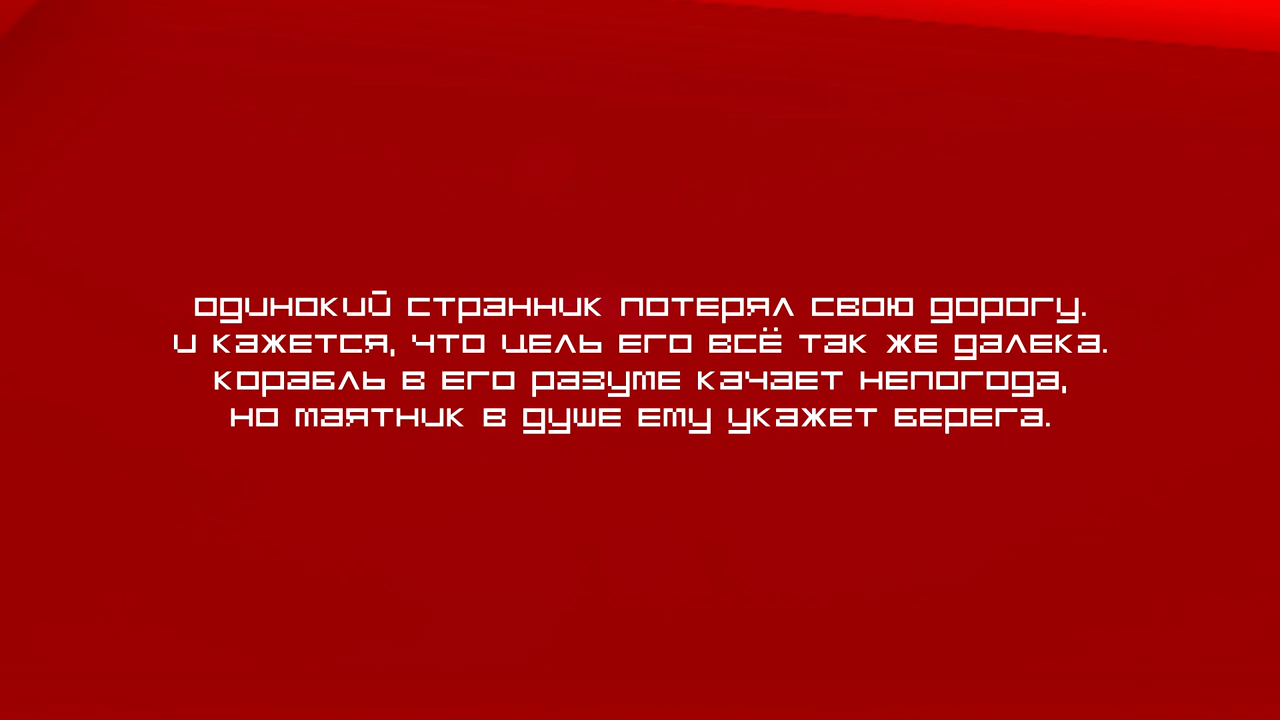 одинокий странник потерял свою дорогу.
и кажется, что цель его всё так же далека.
корабль в его разуме качает непогода,
но маятник в душе ему укажет берега.